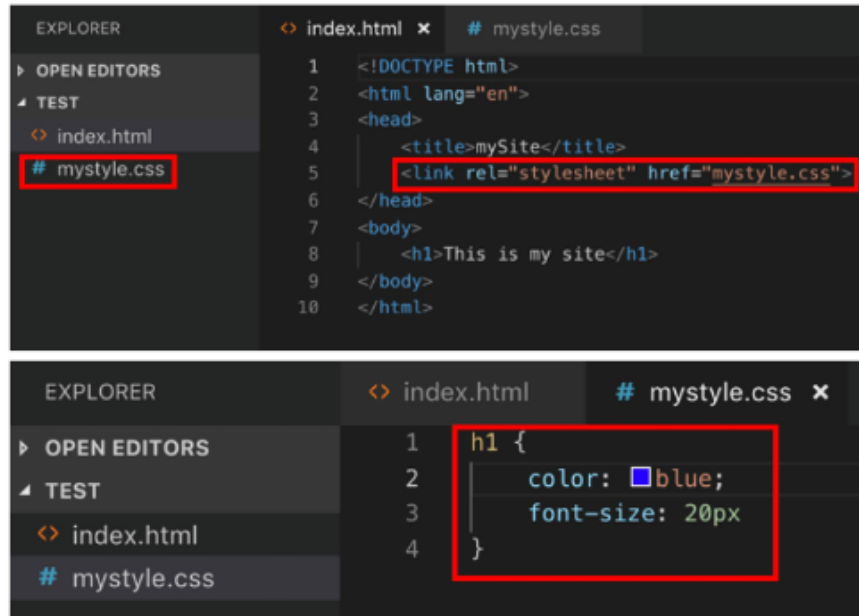 EXPLORER
OPEN EDITORS
TEST
<> index.html
# mystyle.css
<> index.html ×
# mystyle.css
1 <!DOCTYPE html>
2 <html lang="en">
3 <head>
4     <title>mySite</title>
5     <link rel="stylesheet" href="mystyle.css">
6 </head>
7 <body>
8     <h1>This is my site</h1>
9 </body>
10 </html>
EXPLORER
OPEN EDITORS
TEST
<> index.html
# mystyle.css
<> index.html
# mystyle.css ×
1 h1 {
2     color: blue;
3     font-size: 20px
4 }